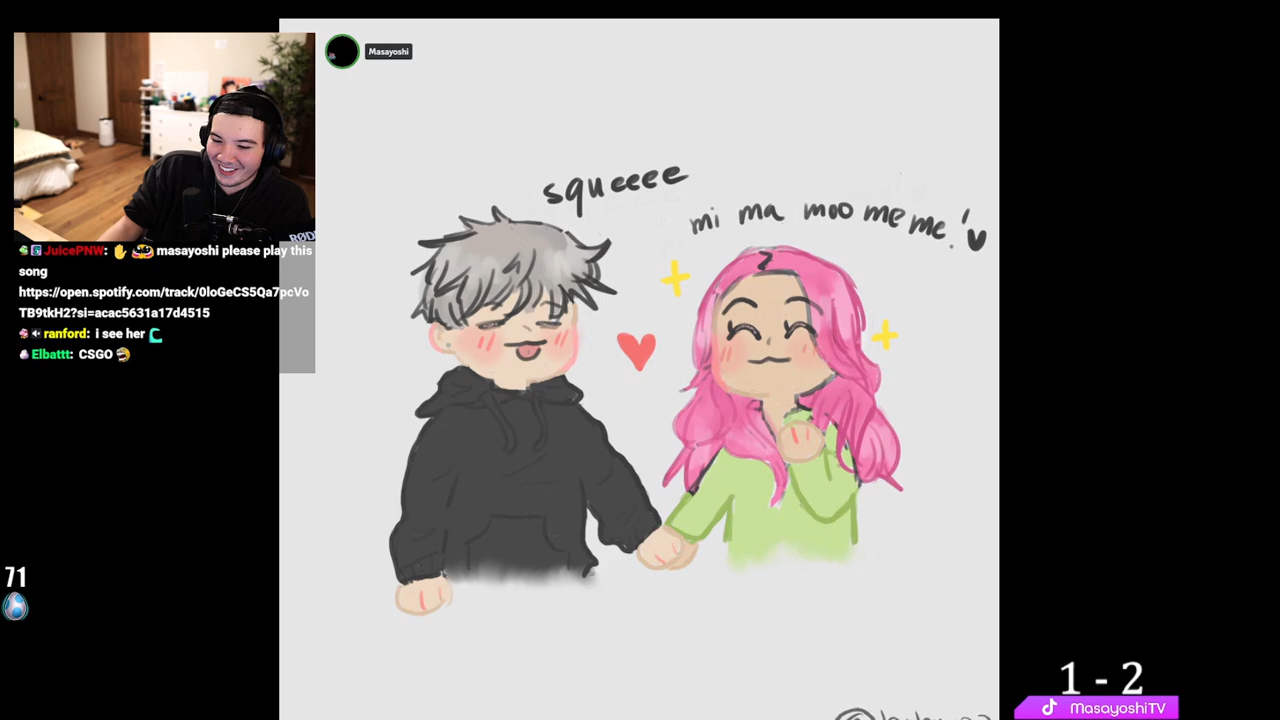 Masayoshi
squeeee
mi ma moo me me!
RØDE
JuicePNW: masayoshi please play this
song
https://open.spotify.com/track/0loGeCS5Qa7pcVo
TB9tkH2?si=acac5631a17d4515
ranford: i see her
Elbattt: CSGO
71
1 - 2
MasayoshiTV